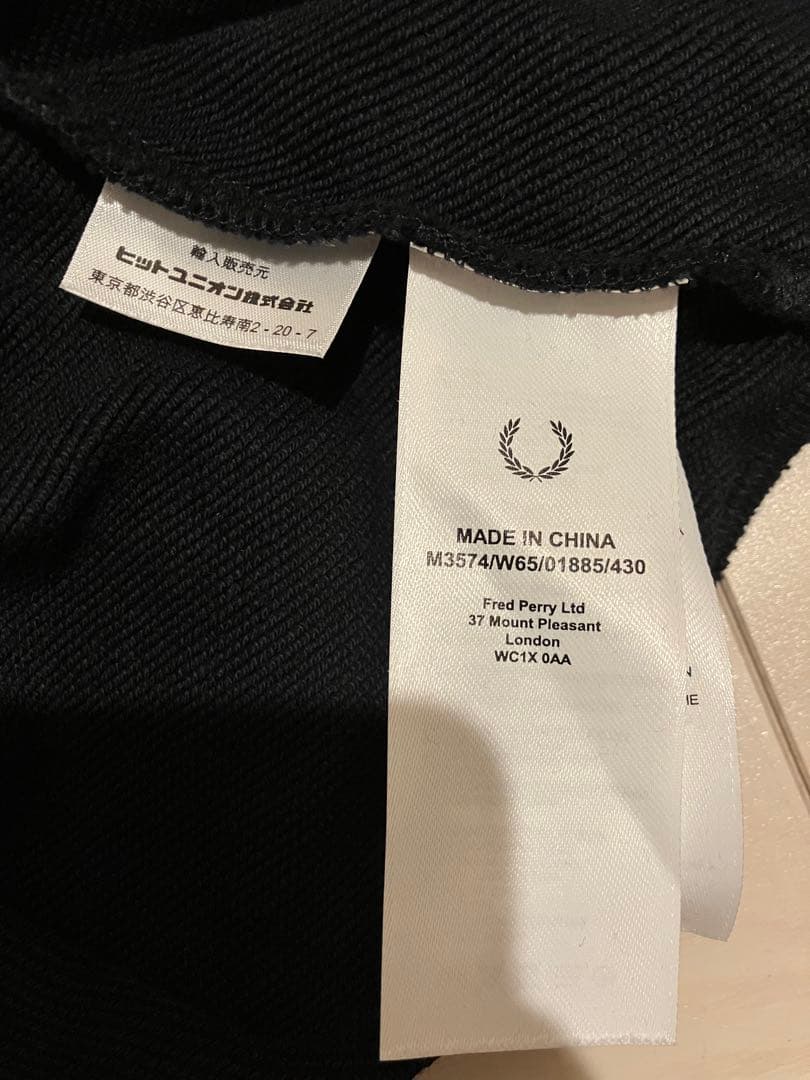 輸入販売元
ヒットユニオン株式会社
東京都渋谷区恵比寿南2-20-7
MADE IN CHINA
M3574/W65/01885/430
Fred Perry Ltd
37 Mount Pleasant
London
WC1X 0AA